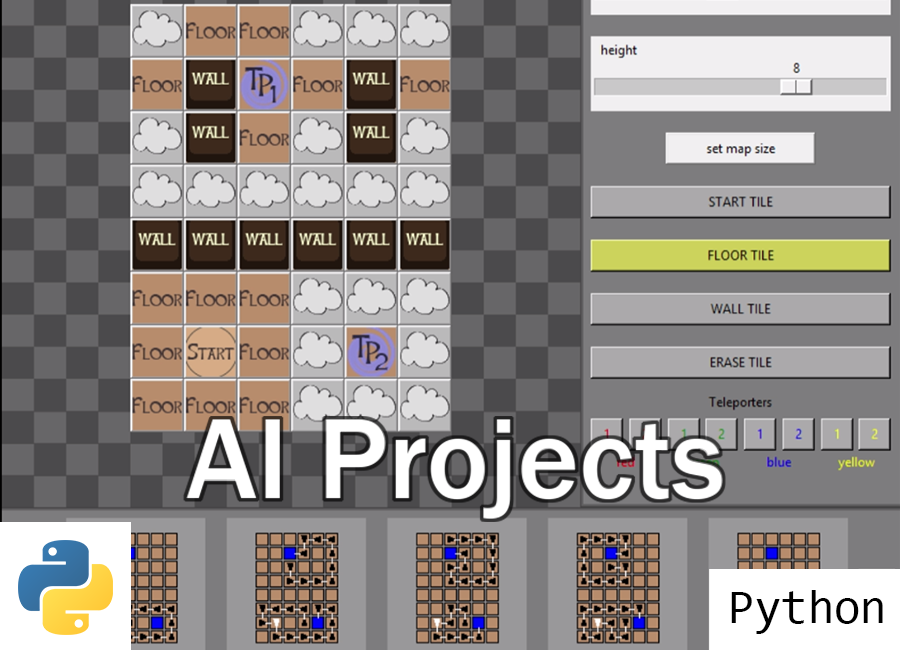 FLOOR FLOOR
height
8
FLOOR WALL TP1 FLOOR WALL FLOOR
WALL FLOOR WALL
set map size
START TILE
WALL WALL WALL WALL WALL WALL
FLOOR TILE
FLOOR FLOOR FLOOR
WALL TILE
FLOOR START FLOOR TP2
ERASE TILE
FLOOR FLOOR FLOOR
Teleporters
1 1 2 1 2 1 2
red blue yellow
AI Projects
Python